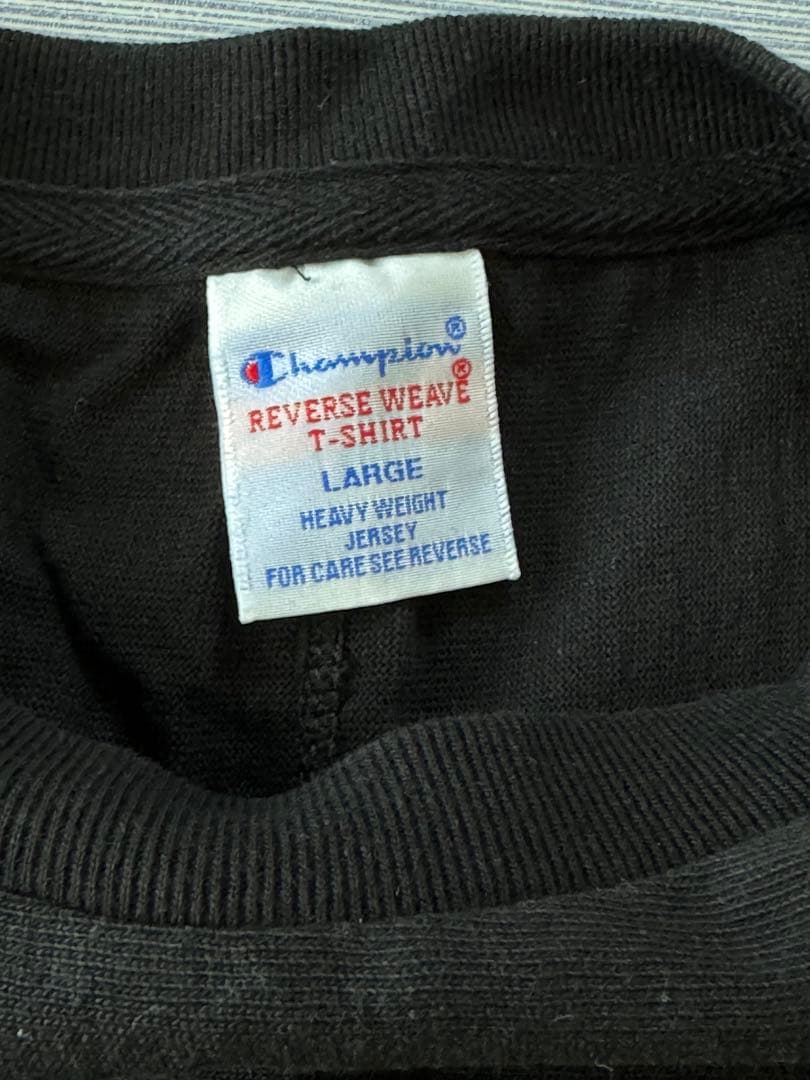 Champion®
REVERSE WEAVE®
T-SHIRT
LARGE
HEAVY WEIGHT
JERSEY
FOR CARE SEE REVERSE